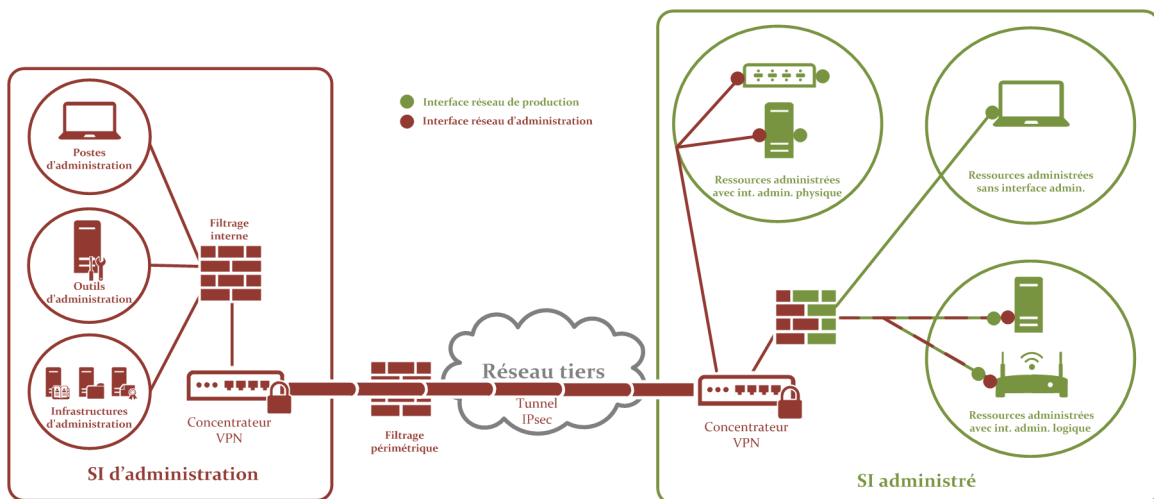 Postes
d'administration
Outils
d'administration
Infrastructures
d'administration
Filtrage
interne
Concentrateur
VPN
SI d'administration
Interface réseau de production
Interface réseau d'administration
Filtrage
périmétrique
Réseau tiers
Tunnel
IPsec
Ressources administrées
avec int. admin. physique
Ressources administrées
sans interface admin.
Concentrateur
VPN
Ressources administrées
avec int. admin. logique
SI administré